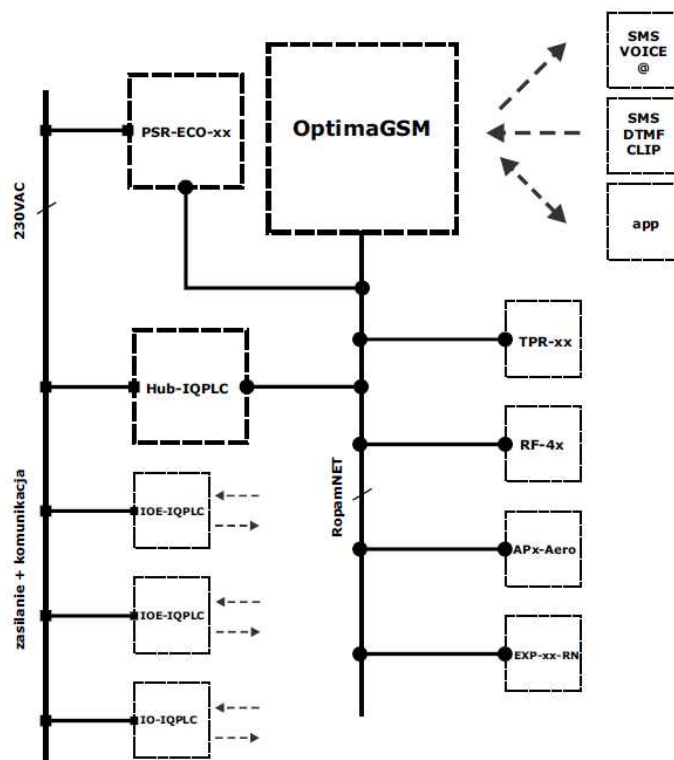 SMS
VOICE
@
PSR-ECO-xx
OptimaGSM
SMS
DTMF
CLIP
230VAC
app
TPR-xx
Hub-IQPLC
RF-4x
zasilanie + komunikacja
IOE-IQPLC
RopamNET
APx-Aero
IOE-IQPLC
EXP-xx-RN
IO-IQPLC